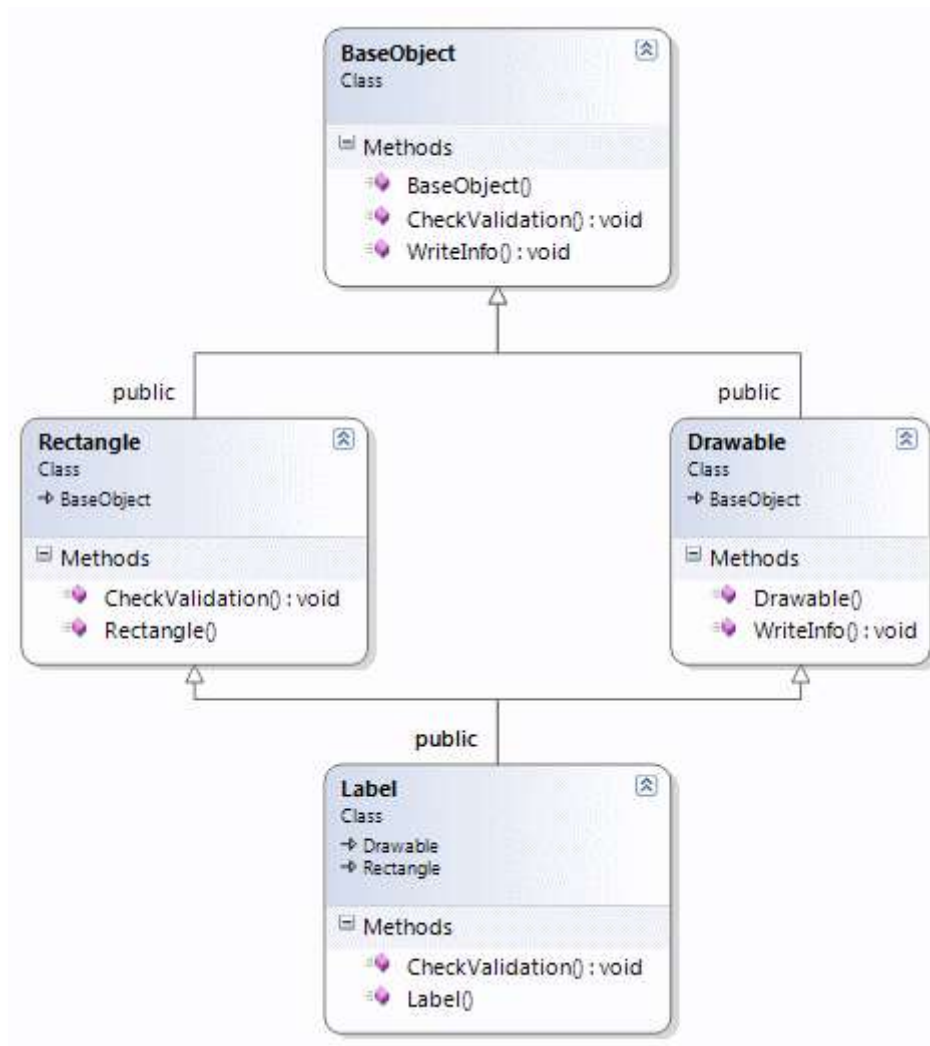 BaseObject
Class
Methods
BaseObject()
CheckValidation() : void
WriteInfo() : void
public
public
Rectangle
Class
BaseObject
Methods
CheckValidation() : void
Rectangle()
Drawable
Class
BaseObject
Methods
Drawable()
WriteInfo() : void
public
Label
Class
Drawable
Rectangle
Methods
CheckValidation() : void
Label()